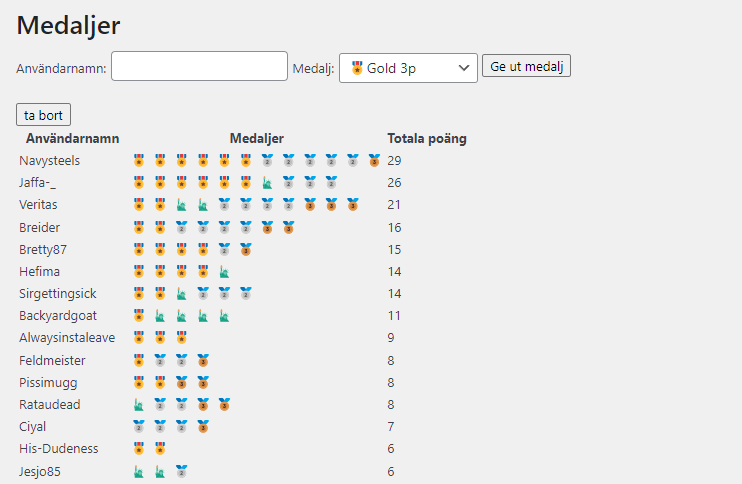 Medaljer
Användarnamn: Medalj: Gold 3p Ge ut medalj
ta bort
Användarnamn Medaljer Totala poäng
Navysteels 29
Jaffa-_ 26
Veritas 21
Breider 16
Bretty87 15
Hefima 14
Sirgettingsick 14
Backyardgoat 11
Alwaysinstaleave 9
Feldmeister 8
Pissimugg 8
Rataudead 8
Ciyal 7
His-Dudeness 6
Jesjo85 6